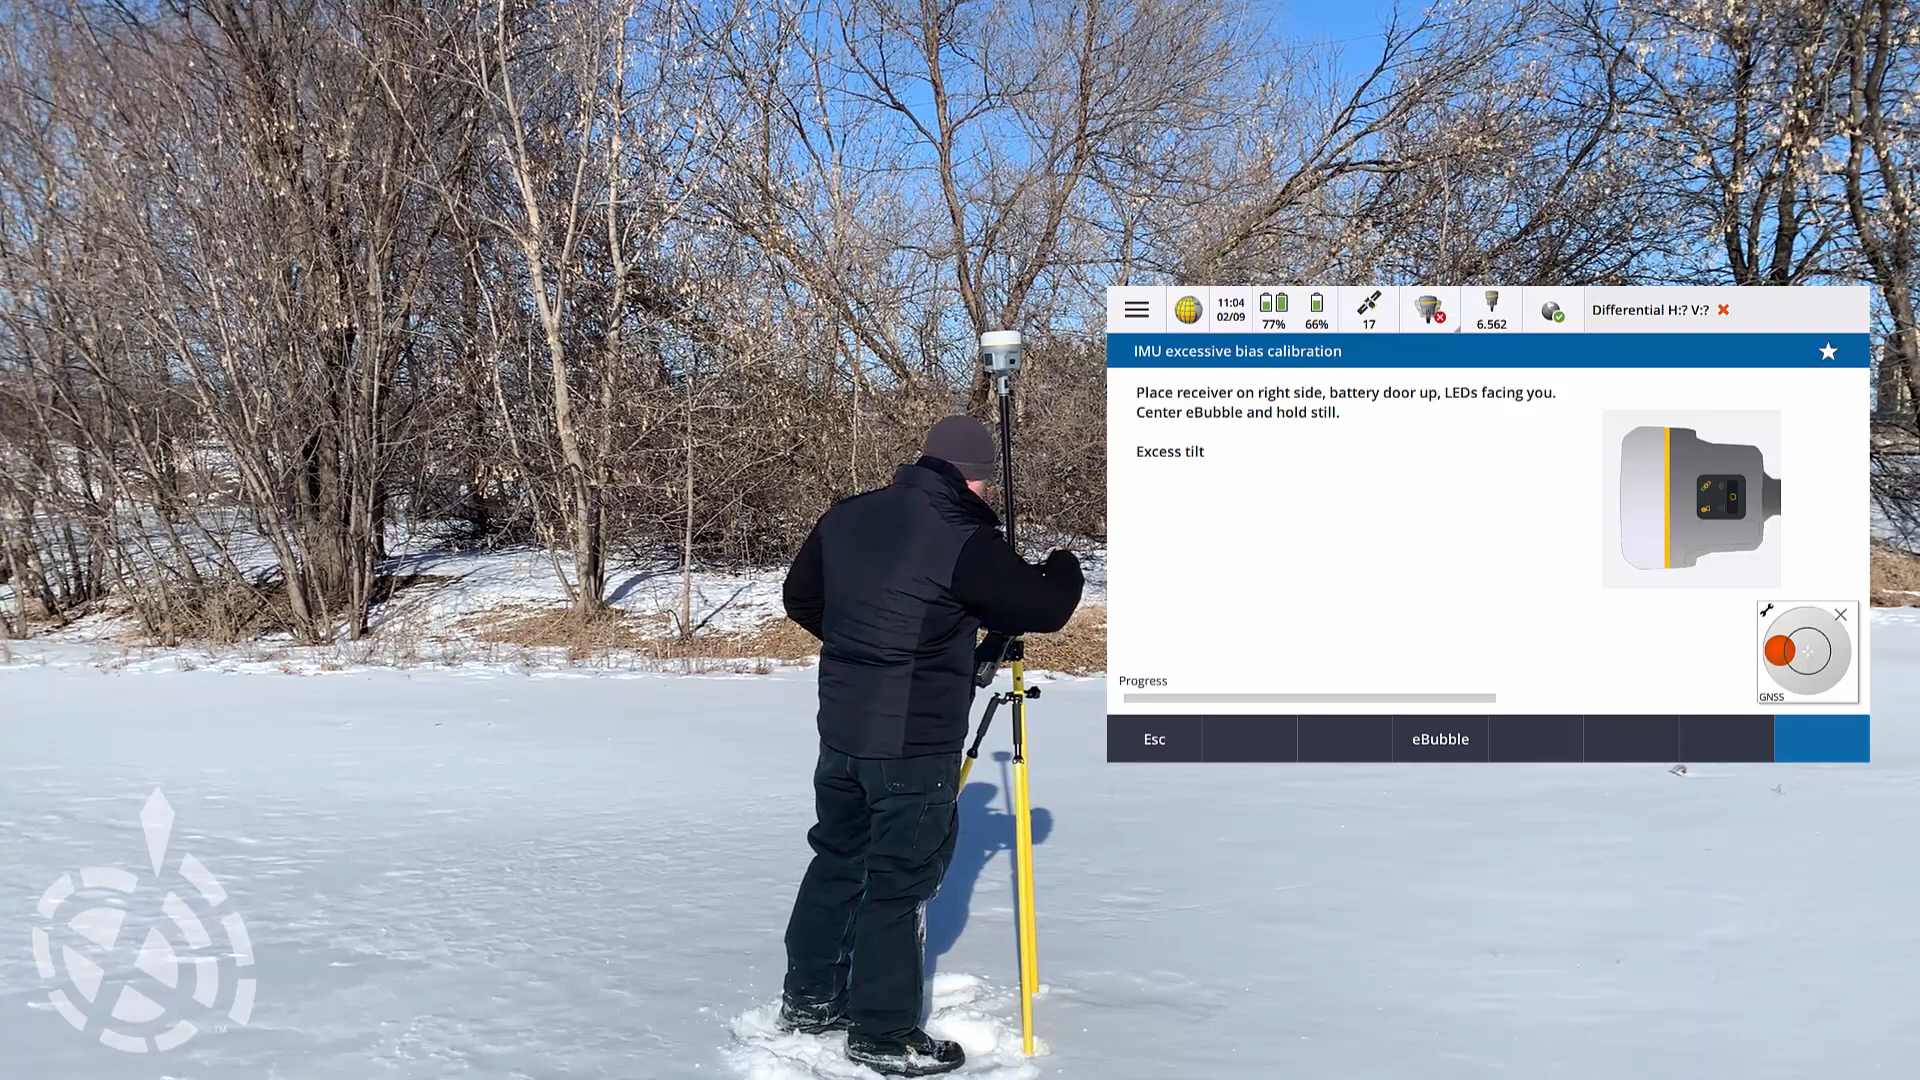 11:04
02/09
77%
66%
17
6.562
Differential H:? V:?
IMU excessive bias calibration
Place receiver on right side, battery door up, LEDs facing you.
Center eBubble and hold still.
Excess tilt
GNSS
Progress
Esc
eBubble
TM